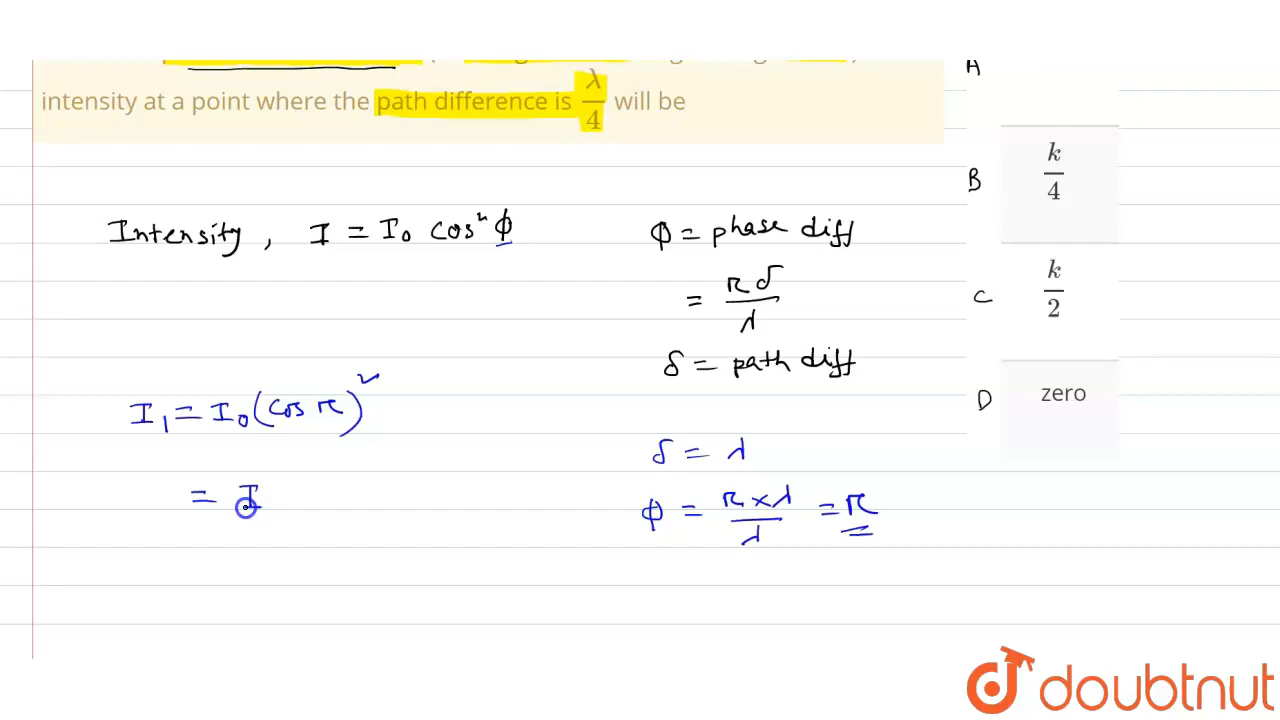 intensity at a point where the path difference is λ/4 will be
A
B k/4
C k/2
D zero
Intensity, I = I₀ cos² ϕ
ϕ = phase diff
= πδ/λ
δ = path diff
I₁ = I₀ (cos π)²
= I
δ = λ
ϕ = π×λ/λ = π
doubtnut